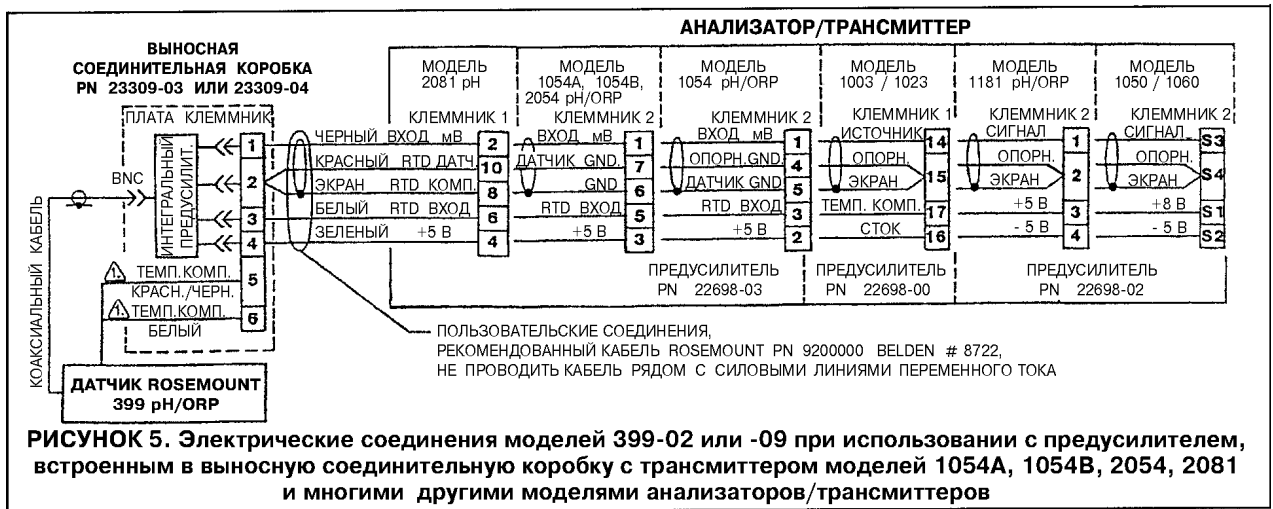 АНАЛИЗАТОР/ТРАНСМИТТЕР
ВЫНОСНАЯ
СОЕДИНИТЕЛЬНАЯ КОРОБКА
PN 23309-03 ИЛИ 23309-04
ПЛАТА КЛЕММНИК
КОАКСИАЛЬНЫЙ КАБЕЛЬ
BNC
ИНТЕГРАЛЬНЫЙ
ПРЕДУСИЛИТ.
1
2
3
4
5
6
1. ТЕМП.КОМП.
КРАСН./ЧЕРН.
1. ТЕМП.КОМП.
БЕЛЫЙ
ДАТЧИК ROSEMOUNT
399 pH/ORP
ЧЕРНЫЙ
КРАСНЫЙ
ЭКРАН
БЕЛЫЙ
ЗЕЛЕНЫЙ
МОДЕЛЬ
2081 pH
КЛЕММНИК 1
ВХОД мВ 2
RTD ДАТЧ. 10
RTD КОМП. 8
RTD ВХОД 6
+5 В 4
МОДЕЛЬ
1054A, 1054B,
2054 pH/ORP
КЛЕММНИК 2
ВХОД мВ 1
ДАТЧИК GND. 7
GND 6
RTD ВХОД 5
+5 В 3
МОДЕЛЬ
1054 pH/ORP
КЛЕММНИК 2
ВХОД мВ 1
ОПОРН.GND 4
ДАТЧИК GND 5
RTD ВХОД 3
+5 В 2
МОДЕЛЬ
1003 / 1023
КЛЕММНИК 1
ИСТОЧНИК 14
ОПОРН.
ЭКРАН 15
ТЕМП. КОМП. 17
СТОК 16
МОДЕЛЬ
1181 pH/ORP
КЛЕММНИК 2
СИГНАЛ 1
ОПОРН.
ЭКРАН 2
+5 В 3
- 5 В 4
МОДЕЛЬ
1050 / 1060
КЛЕММНИК 2
СИГНАЛ S3
ОПОРН.
ЭКРАН S4
+8 В S1
- 5 В S2
ПРЕДУСИЛИТЕЛЬ
PN 22698-03
ПРЕДУСИЛИТЕЛЬ
PN 22698-00
ПРЕДУСИЛИТЕЛЬ
PN 22698-02
ПОЛЬЗОВАТЕЛЬСКИЕ СОЕДИНЕНИЯ,
РЕКОМЕНДОВАННЫЙ КАБЕЛЬ ROSEMOUNT PN 9200000 BELDEN # 8722,
НЕ ПРОВОДИТЬ КАБЕЛЬ РЯДОМ С СИЛОВЫМИ ЛИНИЯМИ ПЕРЕМЕННОГО ТОКА
РИСУНОК 5. Электрические соединения моделей 399-02 или -09 при использовании с предусилителем,
встроенным в выносную соединительную коробку с трансмиттером моделей 1054А, 1054В, 2054, 2081
и многими другими моделями анализаторов/трансмиттеров